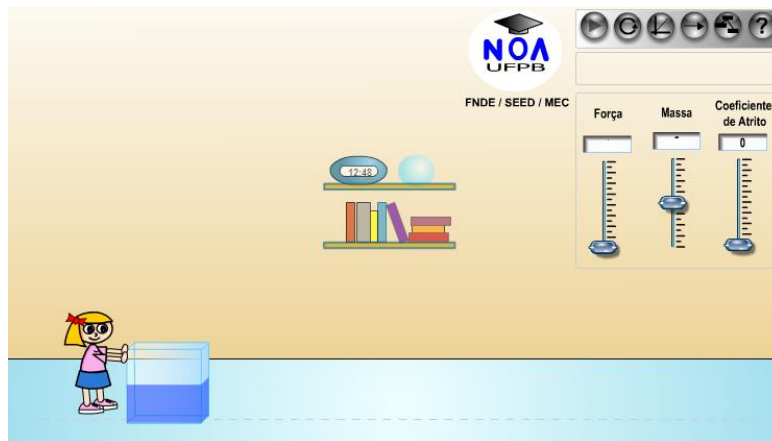 NOA
UFPB
?
FNDE / SEED / MEC
Força
Massa
Coeficiente
de Atrito
0
12:48